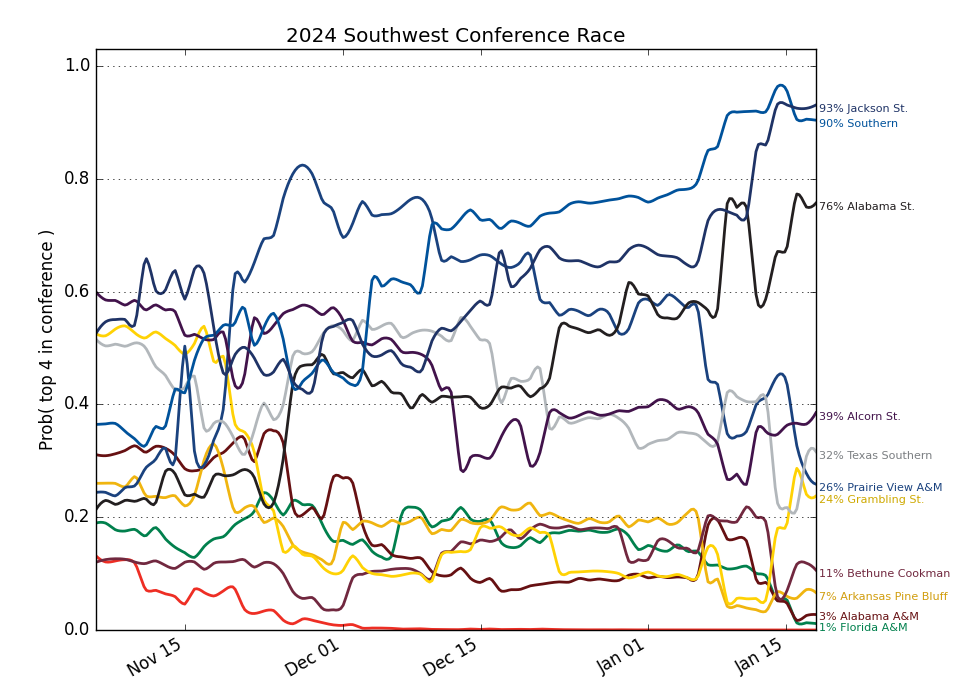 2024 Southwest Conference Race
Prob( top 4 in conference )
1.0
0.8
0.6
0.4
0.2
0.0
Nov 15
Dec 01
Dec 15
Jan 01
Jan 15
93% Jackson St.
90% Southern
76% Alabama St.
39% Alcorn St.
32% Texas Southern
26% Prairie View A&M
24% Grambling St.
11% Bethune Cookman
7% Arkansas Pine Bluff
3% Alabama A&M
1% Florida A&M